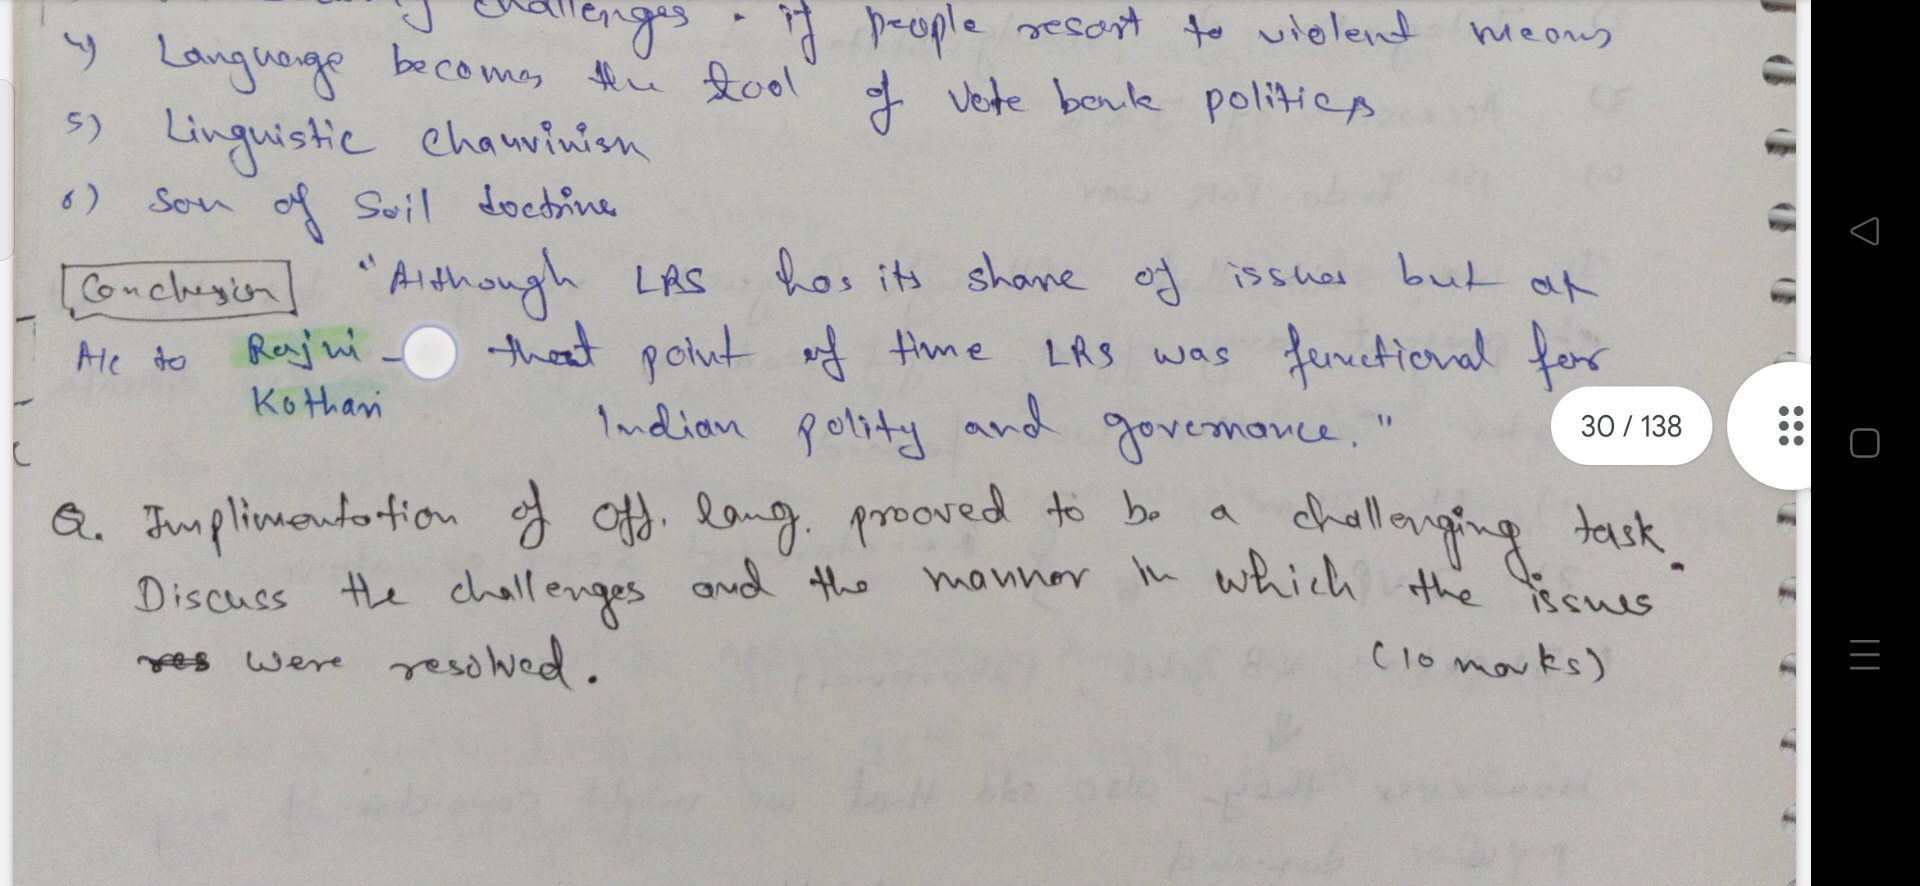 challenges. if people resort to violent means
4) Language becomes the tool of vote bank politics
5) Linguistic Chauvinism
6) Son of Soil doctrine
Conclusion "Although LRS has its share of issues but at
A/c to Rajni - that point of time LRS was functional for
Kothari Indian polity and governance."
30 / 138
Q. Implimentation of off. lang. prooved to be a challenging task.
Discuss the challenges and the manner in which the issues
were resolved. (10 marks)